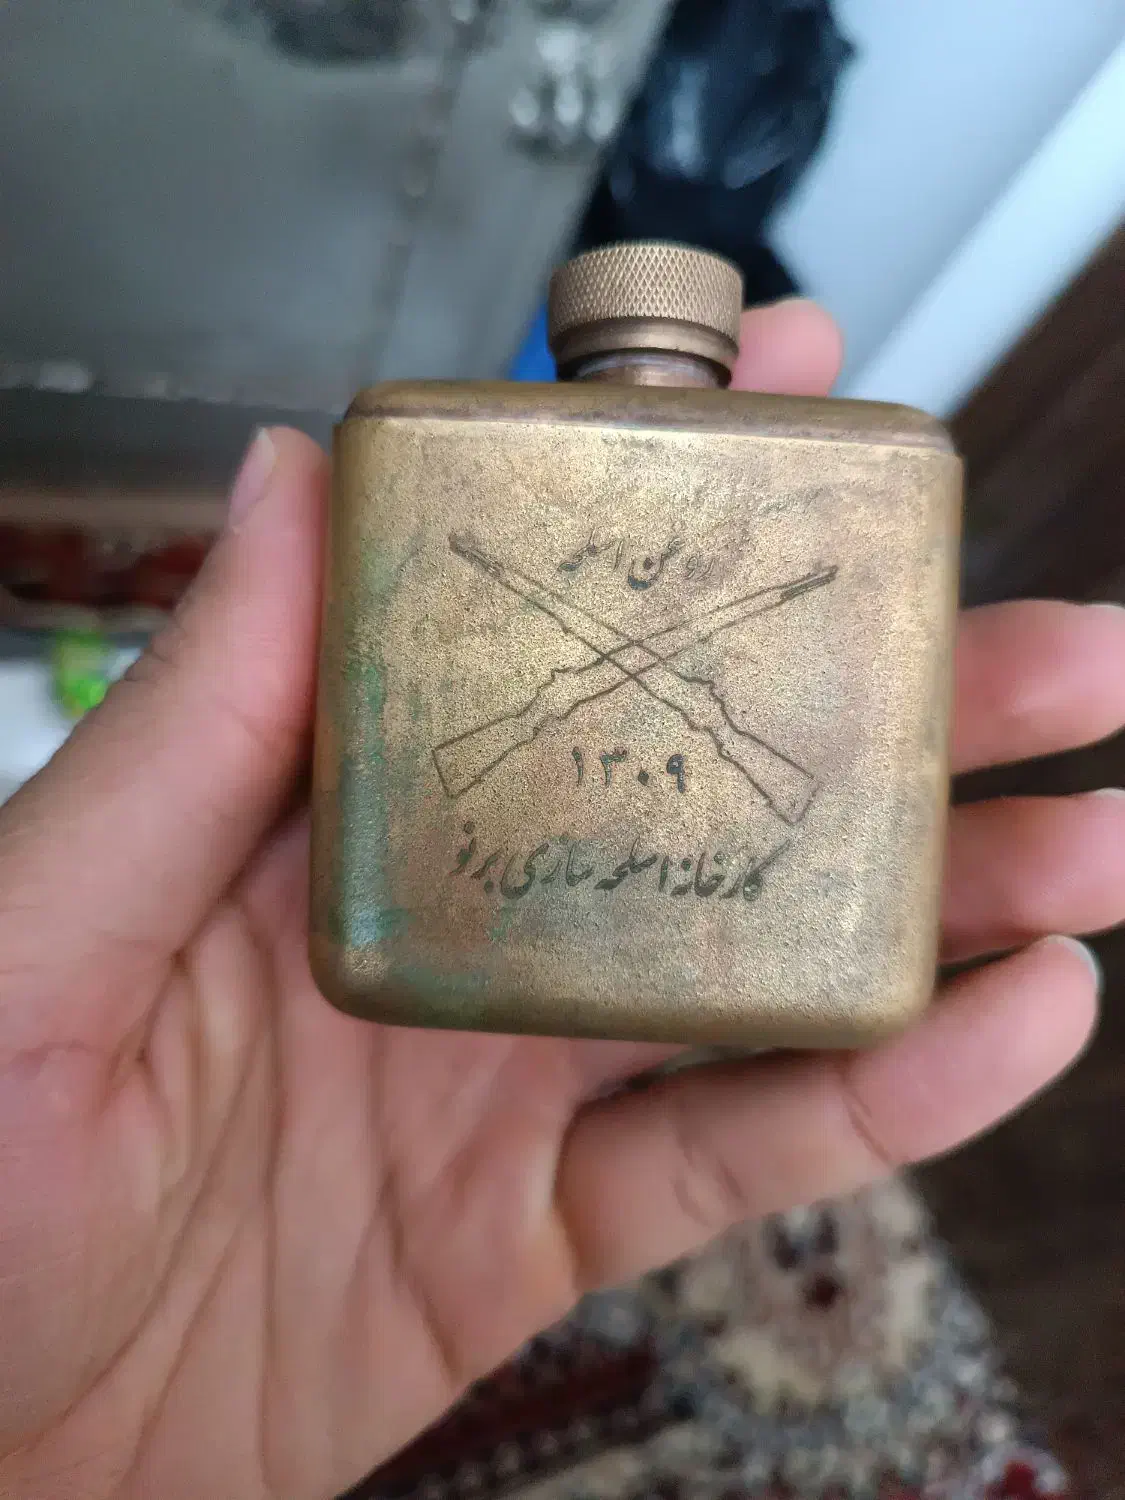 روغن اسلحه
۱۳۰۹
کارخانه اسلحه سازی برنو